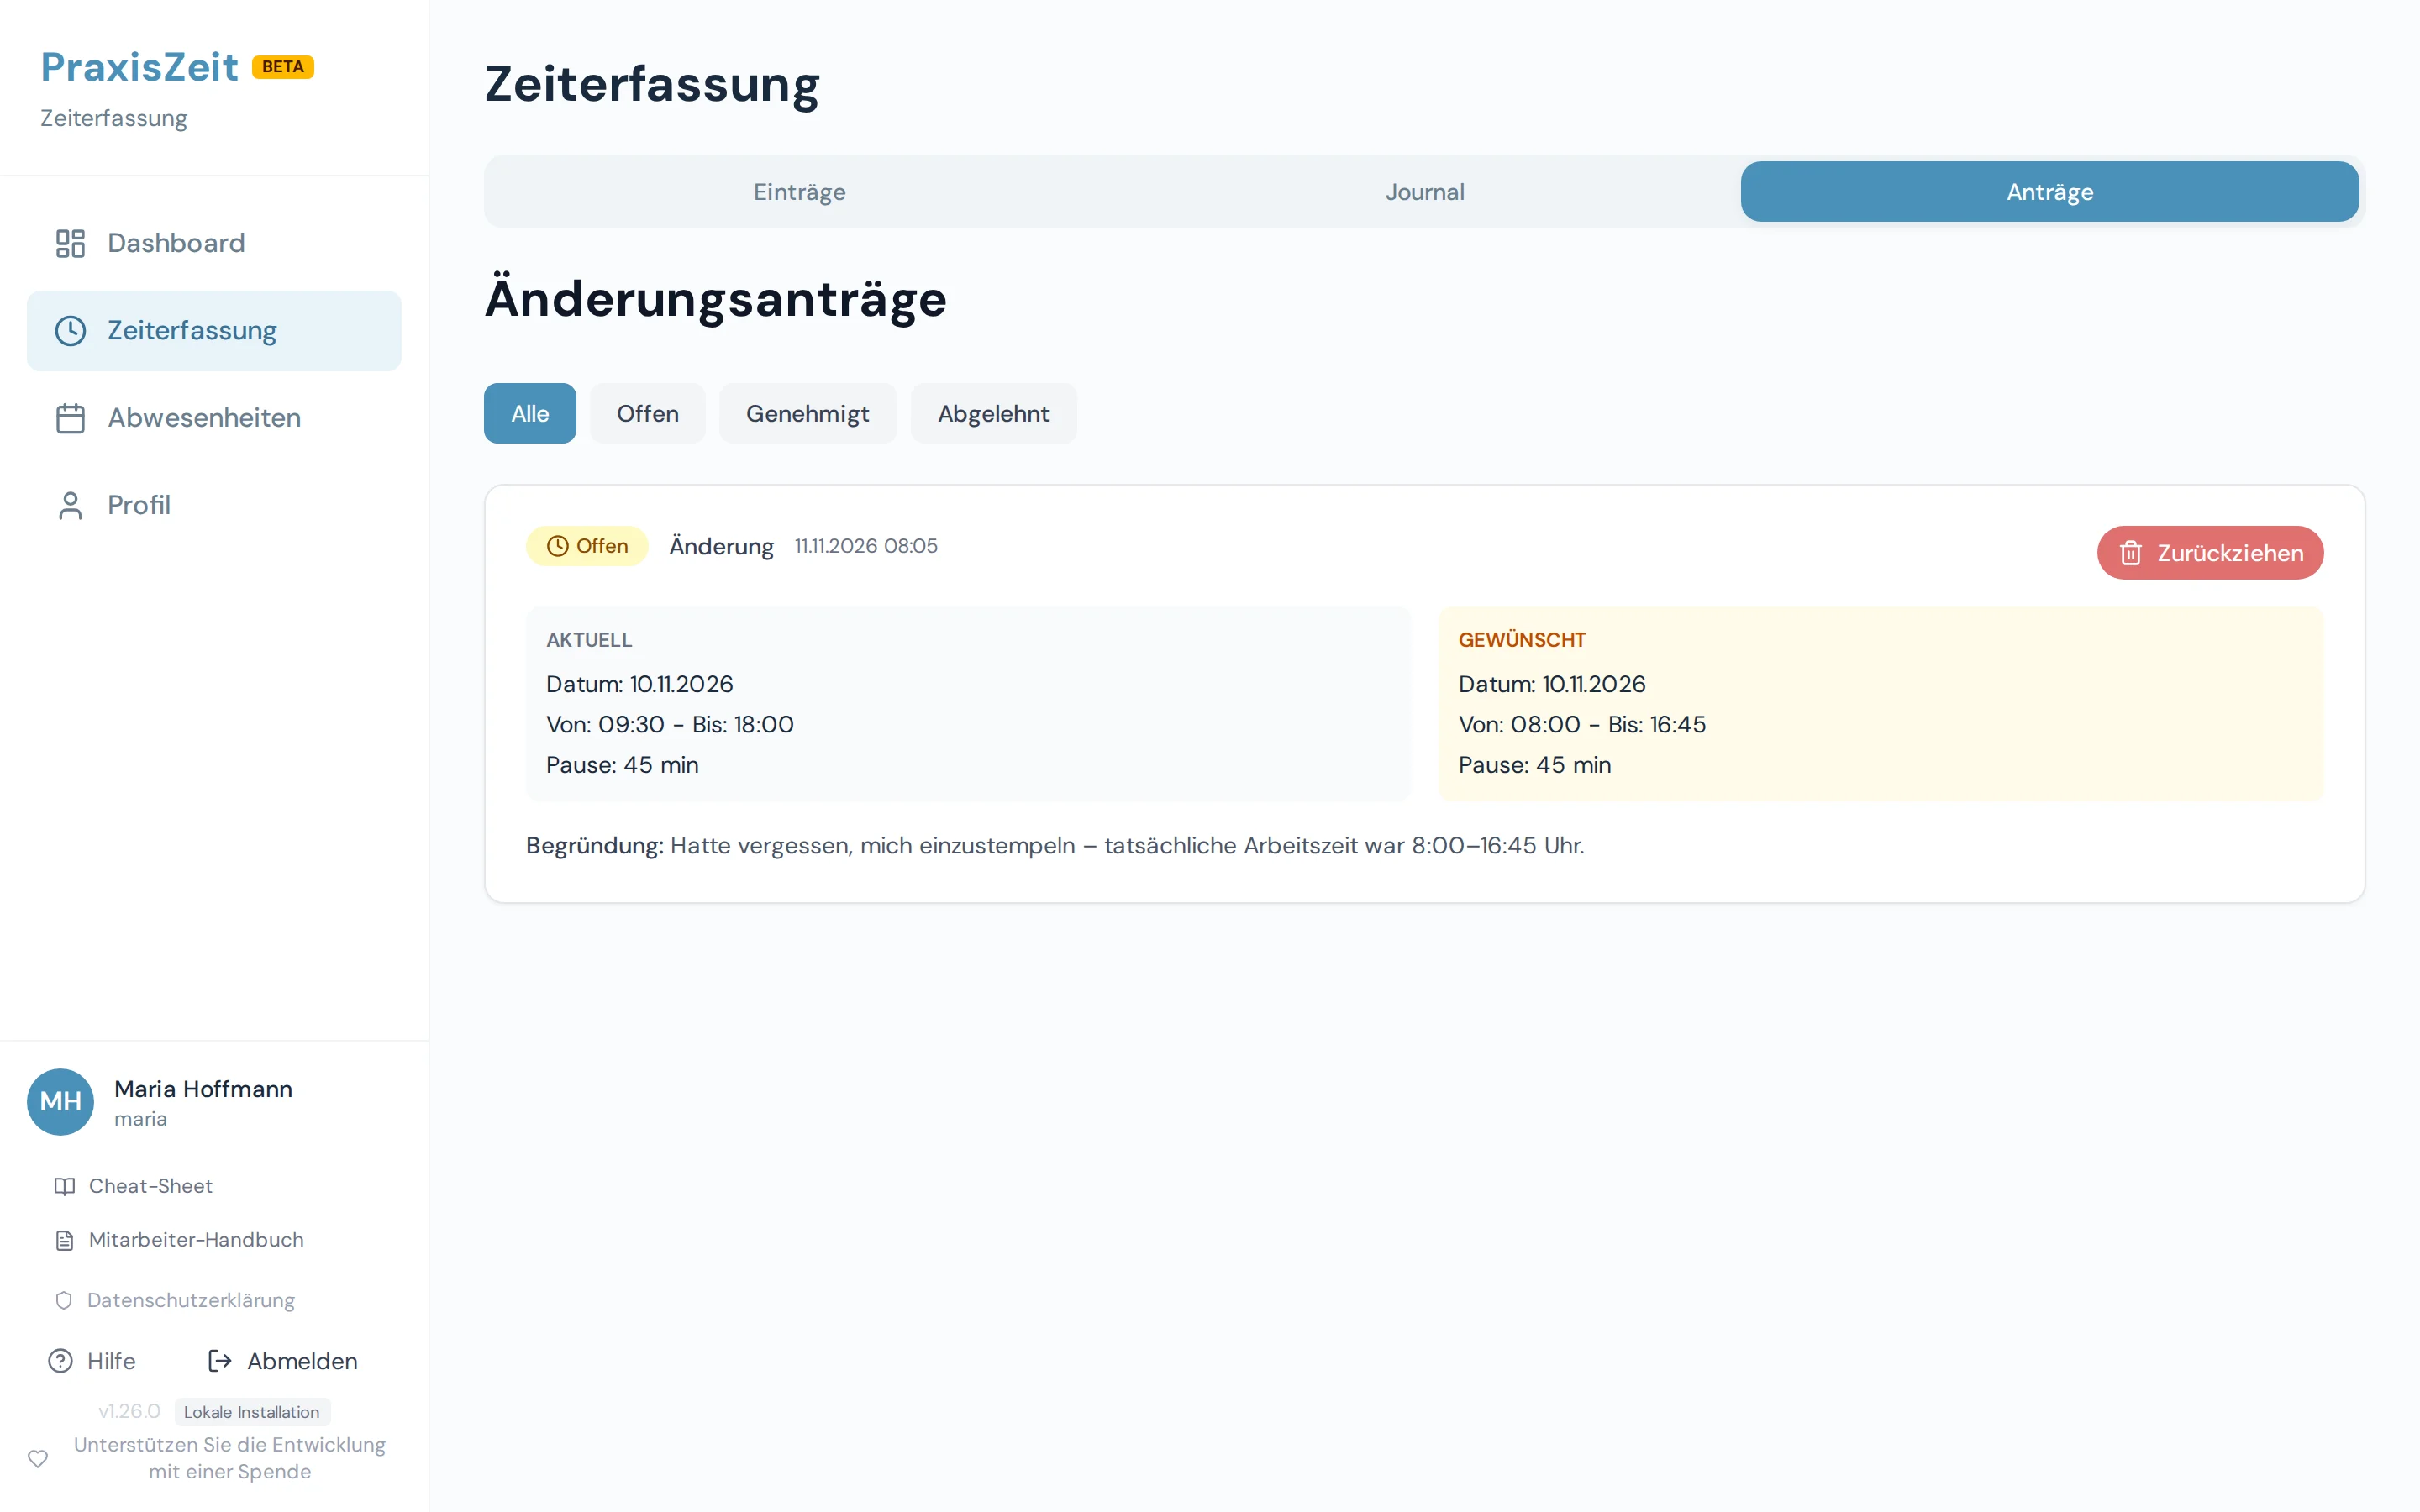 PraxisZeit BETA
Zeiterfassung
Dashboard
Zeiterfassung
Abwesenheiten
Profil
MH
Maria Hoffmann
maria
Cheat-Sheet
Mitarbeiter-Handbuch
Datenschutzerklärung
Hilfe Abmelden
v1.26.0 Lokale Installation
Unterstützen Sie die Entwicklung
mit einer Spende
Zeiterfassung
Einträge Journal Anträge
Änderungsanträge
Alle Offen Genehmigt Abgelehnt
Offen Änderung 11.11.2026 08:05 Zurückziehen
AKTUELL
Datum: 10.11.2026
Von: 09:30 - Bis: 18:00
Pause: 45 min
GEWÜNSCHT
Datum: 10.11.2026
Von: 08:00 - Bis: 16:45
Pause: 45 min
Begründung: Hatte vergessen, mich einzustempeln – tatsächliche Arbeitszeit war 8:00–16:45 Uhr.